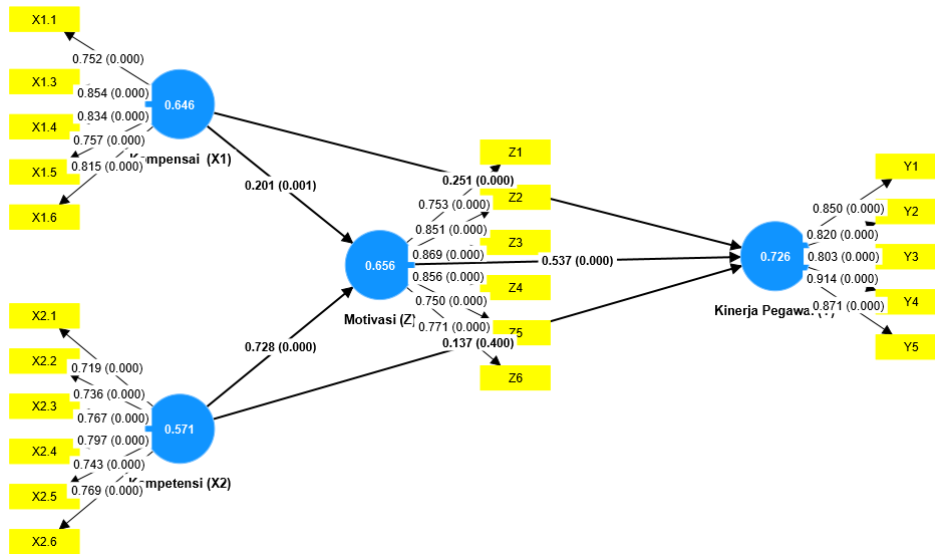 X1.1
0.752 (0.000)
X1.3
0.854 (0.000)
0.646
0.834 (0.000)
X1.4
0.757 (0.000)
X1.5
0.815 (0.000)
X1.6
(X1)
0.201 (0.001)
0.251 (0.000)
Z1
0.753 (0.000)
Z2
0.851 (0.000)
Z3
0.869 (0.000)
0.656
0.537 (0.000)
0.856 (0.000)
Z4
0.750 (0.000)
Motivasi (Z)
0.771 (0.000)
Z5
0.137 (0.400)
Z6
0.728 (0.000)
Y1
0.850 (0.000)
Y2
0.820 (0.000)
0.726
0.803 (0.000)
Y3
0.914 (0.000)
Y4
0.871 (0.000)
Kinerja
Y5
X2.1
0.719 (0.000)
X2.2
0.736 (0.000)
X2.3
0.767 (0.000)
0.571
0.797 (0.000)
X2.4
0.743 (0.000)
X2.5
0.769 (0.000)
X2.6
Kompetensi (X2)